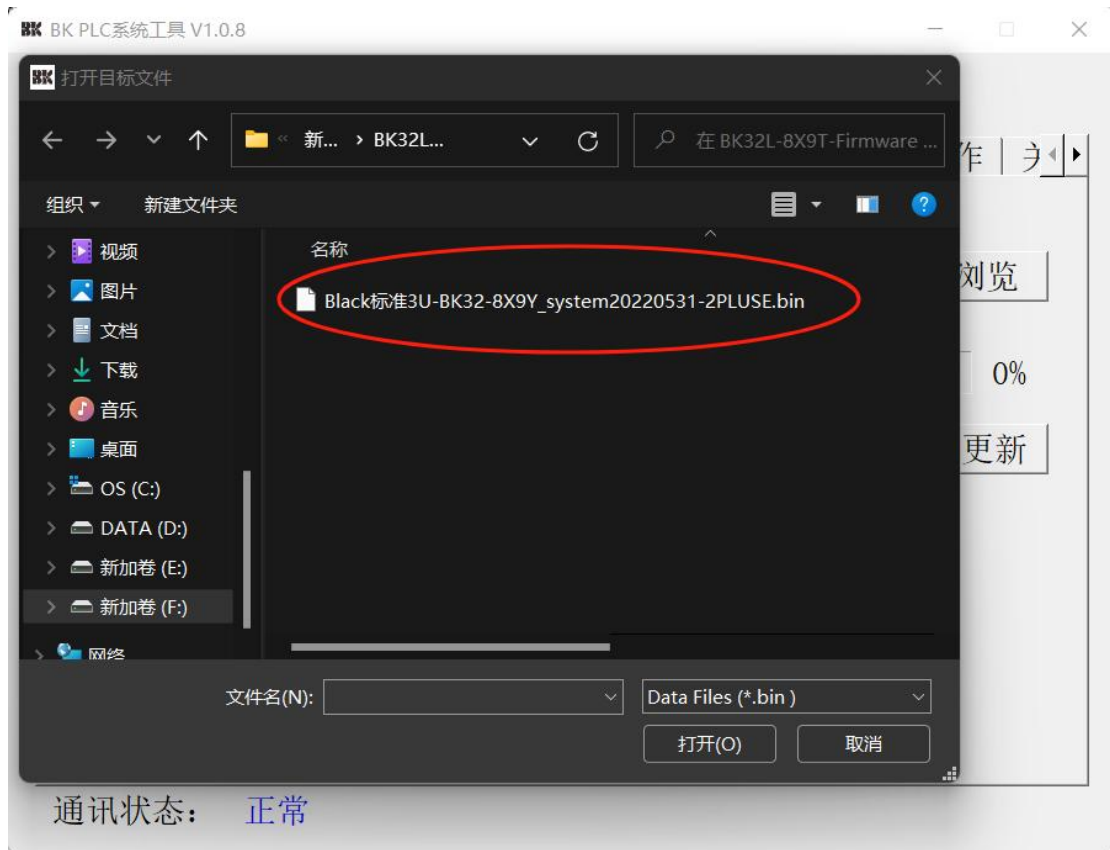 BK BK PLC系统工具 V1.0.8
BK 打开目标文件
« 新... › BK32L...
在 BK32L-8X9T-Firmware ...
作
组织
新建文件夹
名称
视频
图片
文档
下载
音乐
桌面
OS (C:)
DATA (D:)
新加卷 (E:)
新加卷 (F:)
网络
Black标准3U-BK32-8X9Y_system20220531-2PLUSE.bin
浏览
0%
更新
文件名(N):
Data Files (*.bin )
打开(O)
取消
通讯状态： 正常